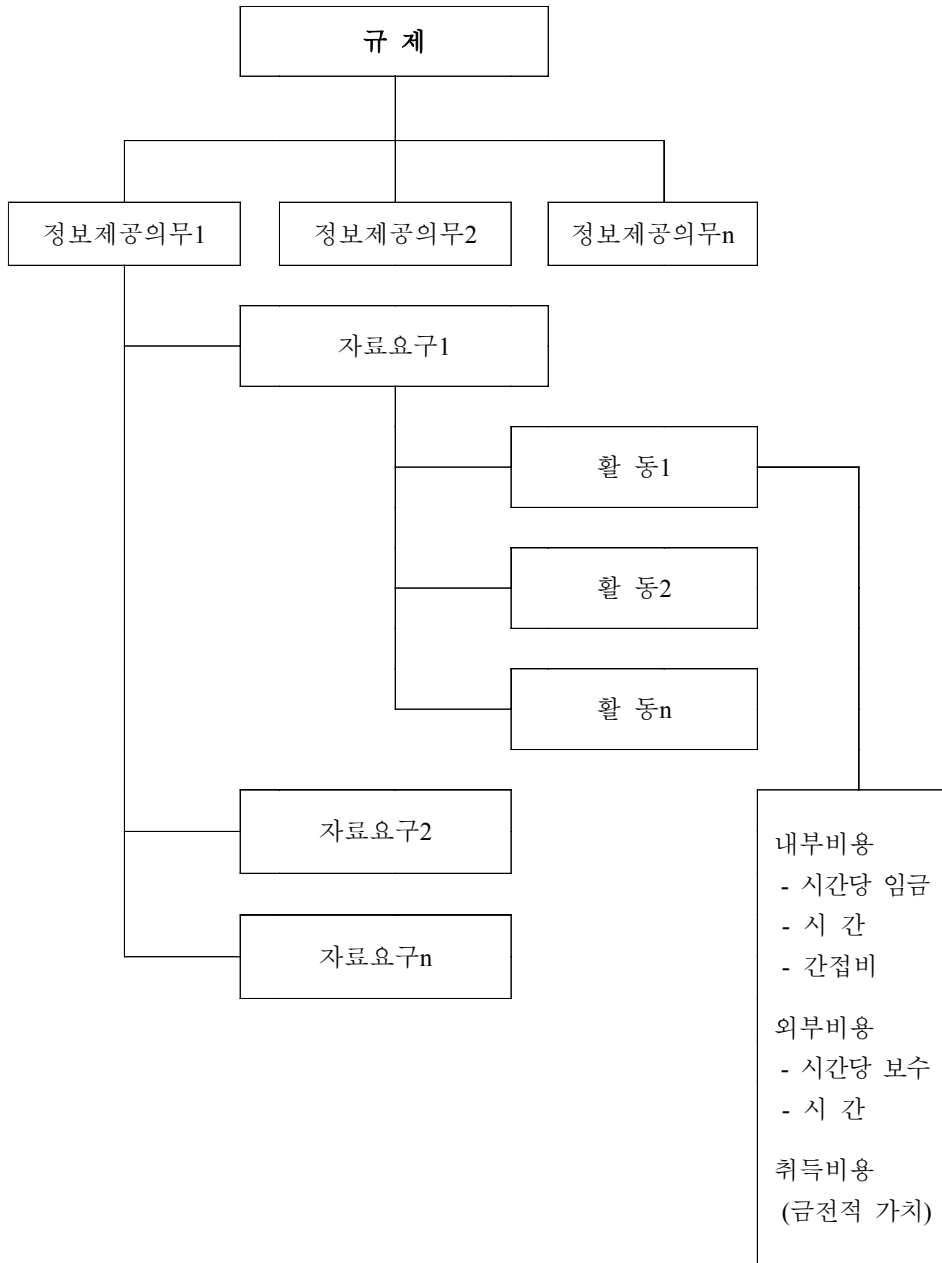 규 제
정보제공의무1
정보제공의무2
정보제공의무n
자료요구1
활 동1
활 동2
활 동n
자료요구2
자료요구n
내부비용
- 시간당 임금
- 시 간
- 간접비
외부비용
- 시간당 보수
- 시 간
취득비용
(금전적 가치)